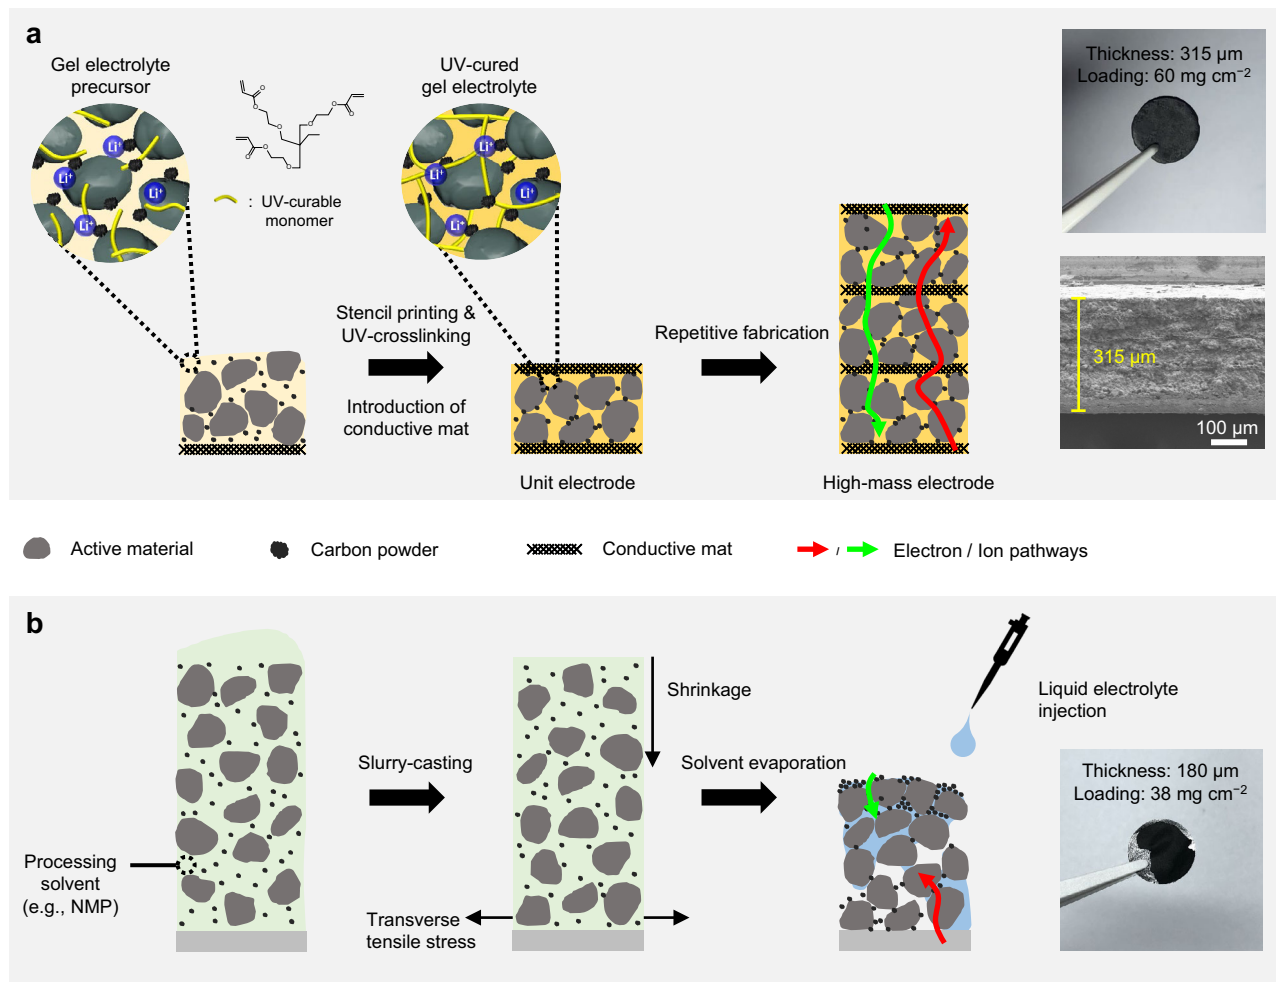 a
Gel electrolyte
precursor
Li⁺
Li⁺
Li⁺
Li⁺
O
O
O
O
O
O
O
O
O
: UV-curable
monomer
UV-cured
gel electrolyte
Li⁺
Li⁺
Li⁺
Li⁺
Stencil printing &
UV-crosslinking
Introduction of
conductive mat
Unit electrode
Repetitive fabrication
High-mass electrode
Thickness: 315 μm
Loading: 60 mg cm⁻²
315 μm
100 μm
Active material
Carbon powder
Conductive mat
/
Electron / Ion pathways
b
Processing
solvent
(e.g., NMP)
Slurry-casting
Transverse
tensile stress
Shrinkage
Solvent evaporation
Liquid electrolyte
injection
Thickness: 180 μm
Loading: 38 mg cm⁻²